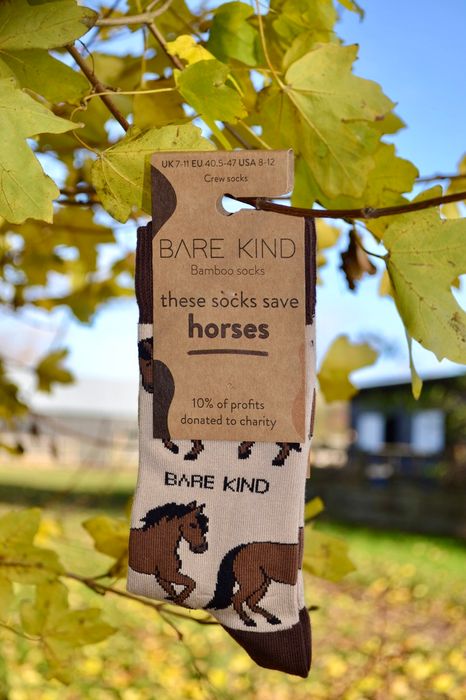 UK 7-11 EU 40.5-47 USA 8-12
Crew socks
BARE KIND
Bamboo socks
these socks save
horses
10% of profits
donated to charity
BARE KIND